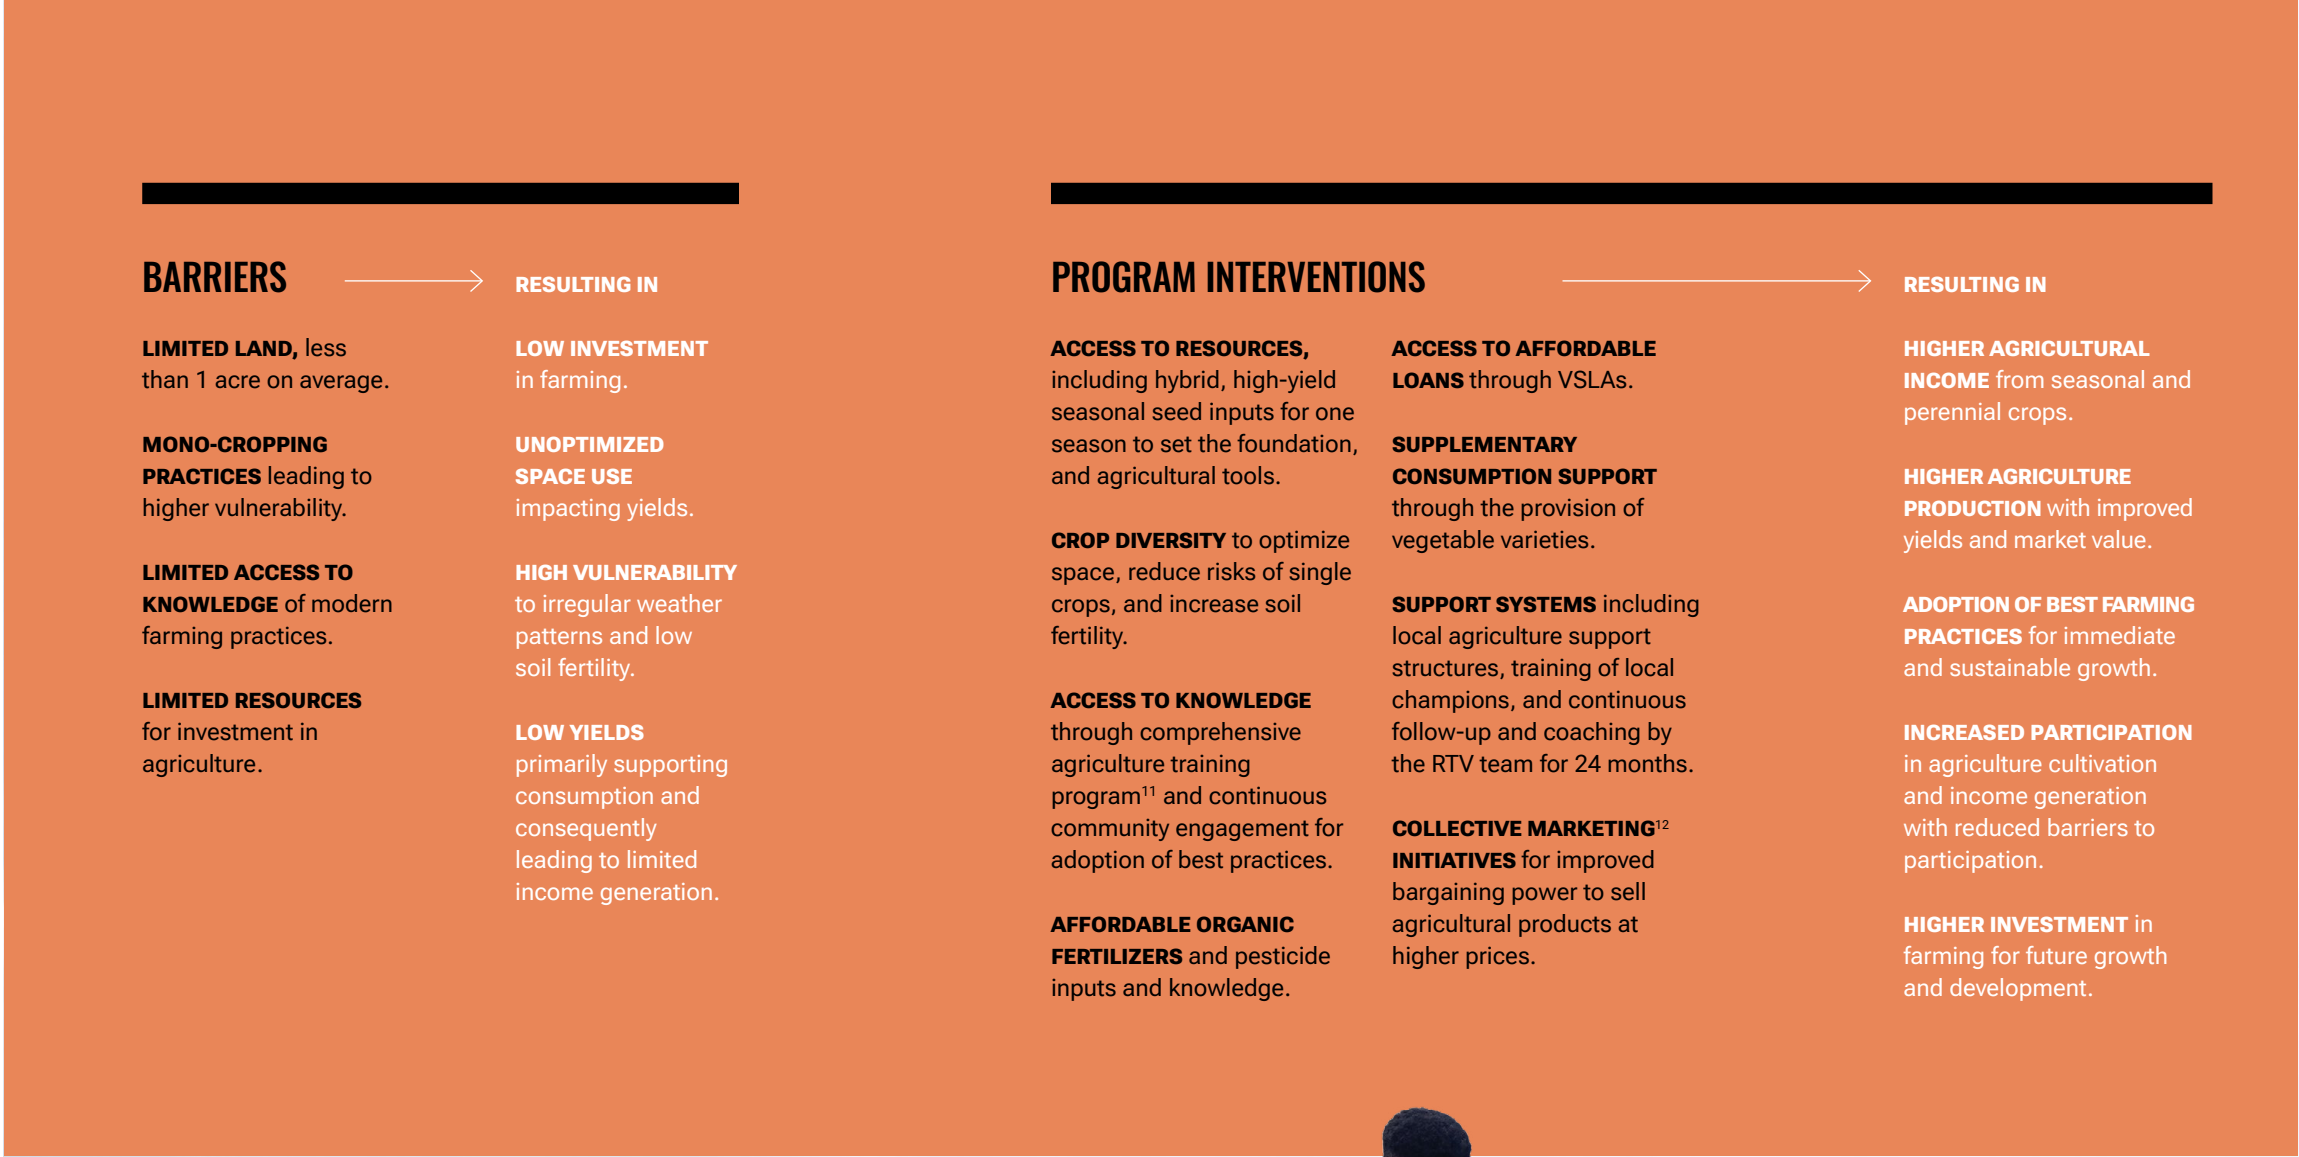 BARRIERS
LIMITED LAND, less
than 1 acre on average.
MONO-CROPPING
PRACTICES leading to
higher vulnerability.
LIMITED ACCESS TO
KNOWLEDGE of modern
farming practices.
LIMITED RESOURCES
for investment in
agriculture.
RESULTING IN
LOW INVESTMENT
in farming.
UNOPTIMIZED
SPACE USE
impacting yields.
HIGH VULNERABILITY
to irregular weather
patterns and low
soil fertility.
LOW YIELDS
primarily supporting
consumption and
consequently
leading to limited
income generation.
PROGRAM INTERVENTIONS
ACCESS TO RESOURCES,
including hybrid, high-yield
seasonal seed inputs for one
season to set the foundation,
and agricultural tools.
CROP DIVERSITY to optimize
space, reduce risks of single
crops, and increase soil
fertility.
ACCESS TO KNOWLEDGE
through comprehensive
agriculture training
program¹¹ and continuous
community engagement for
adoption of best practices.
AFFORDABLE ORGANIC
FERTILIZERS and pesticide
inputs and knowledge.
ACCESS TO AFFORDABLE
LOANS through VSLAs.
SUPPLEMENTARY
CONSUMPTION SUPPORT
through the provision of
vegetable varieties.
SUPPORT SYSTEMS including
local agriculture support
structures, training of local
champions, and continuous
follow-up and coaching by
the RTV team for 24 months.
COLLECTIVE MARKETING¹²
INITIATIVES for improved
bargaining power to sell
agricultural products at
higher prices.
RESULTING IN
HIGHER AGRICULTURAL
INCOME from seasonal and
perennial crops.
HIGHER AGRICULTURE
PRODUCTION with improved
yields and market value.
ADOPTION OF BEST FARMING
PRACTICES for immediate
and sustainable growth.
INCREASED PARTICIPATION
in agriculture cultivation
and income generation
with reduced barriers to
participation.
HIGHER INVESTMENT in
farming for future growth
and development.